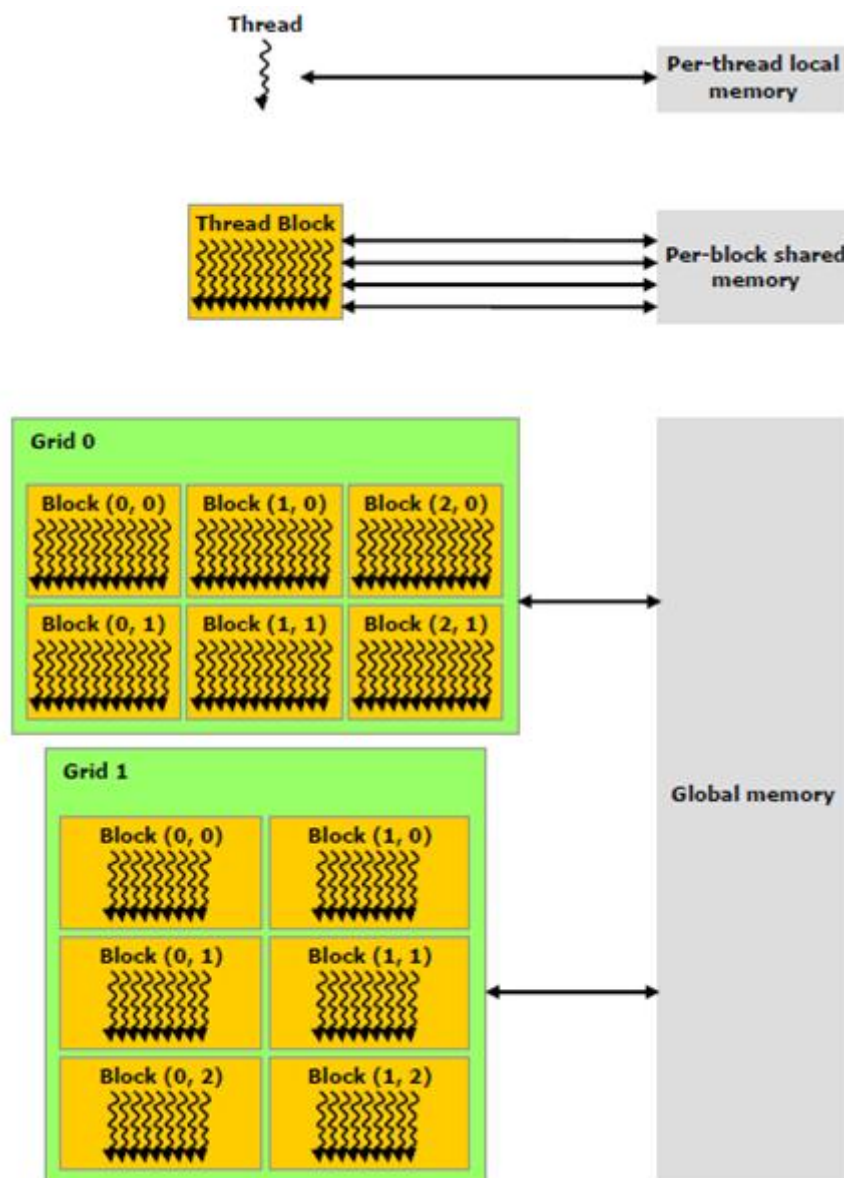 Thread
Per-thread local
memory
Thread Block
Per-block shared
memory
Grid 0
Block (0, 0)
Block (1, 0)
Block (2, 0)
Block (0, 1)
Block (1, 1)
Block (2, 1)
Grid 1
Global memory
Block (0, 0)
Block (1, 0)
Block (0, 1)
Block (1, 1)
Block (0, 2)
Block (1, 2)